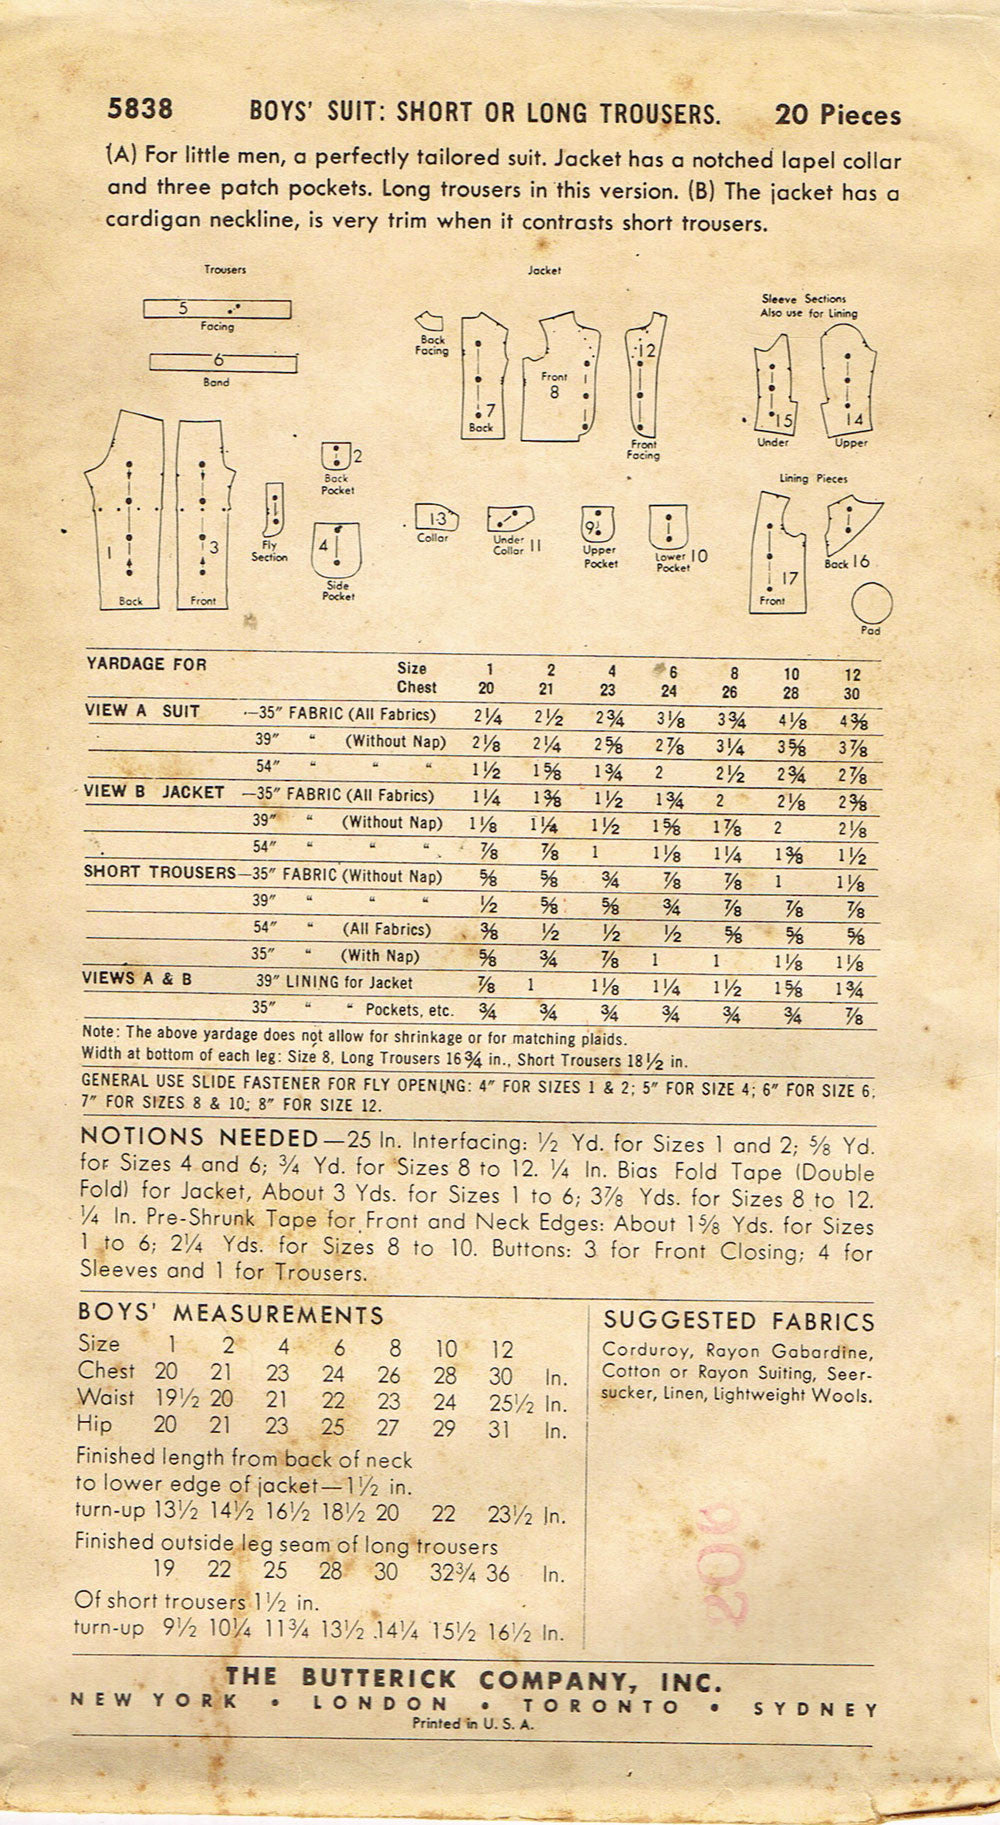 5838 BOYS' SUIT: SHORT OR LONG TROUSERS. 20 Pieces
(A) For little men, a perfectly tailored suit. Jacket has a notched lapel collar
and three patch pockets. Long trousers in this version. (B) The jacket has a
cardigan neckline, is very trim when it contrasts short trousers.
Trousers
5
Facing
6
Band
1
Back
3
Front
2
Back
Pocket
Fly
Section
4
Side
Pocket
Jacket
Back
Facing
7
Back
Front
8
12
Front
Facing
13
Collar
Under
Collar 11
9
Upper
Pocket
Lower 10
Pocket
Sleeve Sections
Also use for Lining
15
Under
14
Upper
Lining Pieces
17
Front
Back 16
Pad
YARDAGE FOR Size 1 2 4 6 8 10 12
Chest 20 21 23 24 26 28 30
VIEW A SUIT —35" FABRIC (All Fabrics) 2¼ 2½ 2¾ 3⅛ 3¾ 4⅛ 4⅜
39" " (Without Nap) 2⅛ 2¼ 2⅝ 2⅞ 3¼ 3⅝ 3⅞
54" " " " 1½ 1⅝ 1¾ 2 2½ 2¾ 2⅞
VIEW B JACKET —35" FABRIC (All Fabrics) 1¼ 1⅜ 1½ 1¾ 2 2⅛ 2⅜
39" " (Without Nap) 1⅛ 1¼ 1½ 1⅝ 1⅞ 2 2⅛
54" " " " ⅞ ⅞ 1 1⅛ 1¼ 1⅜ 1½
SHORT TROUSERS—35" FABRIC (Without Nap) ⅝ ⅝ ¾ ⅞ ⅞ 1 1⅛
39" " " " ½ ⅝ ⅝ ¾ ⅞ ⅞ ⅞
54" " (All Fabrics) ⅜ ½ ½ ½ ⅝ ⅝ ⅝
35" " (With Nap) ⅝ ¾ ⅞ 1 1 1⅛ 1⅛
VIEWS A & B 39" LINING for Jacket ⅞ 1 1⅛ 1¼ 1½ 1⅝ 1¾
35" " " Pockets, etc. ¾ ¾ ¾ ¾ ¾ ¾ ⅞
Note: The above yardage does not allow for shrinkage or for matching plaids.
Width at bottom of each leg: Size 8, Long Trousers 16¾ in., Short Trousers 18½ in.
GENERAL USE SLIDE FASTENER FOR FLY OPENING: 4" FOR SIZES 1 & 2; 5" FOR SIZE 4; 6" FOR SIZE 6;
7" FOR SIZES 8 & 10; 8" FOR SIZE 12.
NOTIONS NEEDED—25 In. Interfacing: ½ Yd. for Sizes 1 and 2; ⅝ Yd.
for Sizes 4 and 6; ¾ Yd. for Sizes 8 to 12. ¼ In. Bias Fold Tape (Double
Fold) for Jacket, About 3 Yds. for Sizes 1 to 6; 3⅞ Yds. for Sizes 8 to 12.
¼ In. Pre-Shrunk Tape for Front and Neck Edges: About 1⅝ Yds. for Sizes
1 to 6; 2¼ Yds. for Sizes 8 to 10. Buttons: 3 for Front Closing; 4 for
Sleeves and 1 for Trousers.
BOYS' MEASUREMENTS
Size 1 2 4 6 8 10 12
Chest 20 21 23 24 26 28 30 In.
Waist 19½ 20 21 22 23 24 25½ In.
Hip 20 21 23 25 27 29 31 In.
Finished length from back of neck
to lower edge of jacket—1½ in.
turn-up 13½ 14½ 16½ 18½ 20 22 23½ In.
Finished outside leg seam of long trousers
19 22 25 28 30 32¾ 36 In.
Of short trousers 1½ in.
turn-up 9½ 10¼ 11¾ 13½ 14¼ 15½ 16½ In.
SUGGESTED FABRICS
Corduroy, Rayon Gabardine,
Cotton or Rayon Suiting, Seer-
sucker, Linen, Lightweight Wools.
206
THE BUTTERICK COMPANY, INC.
NEW YORK • LONDON • TORONTO • SYDNEY
Printed in U. S. A.